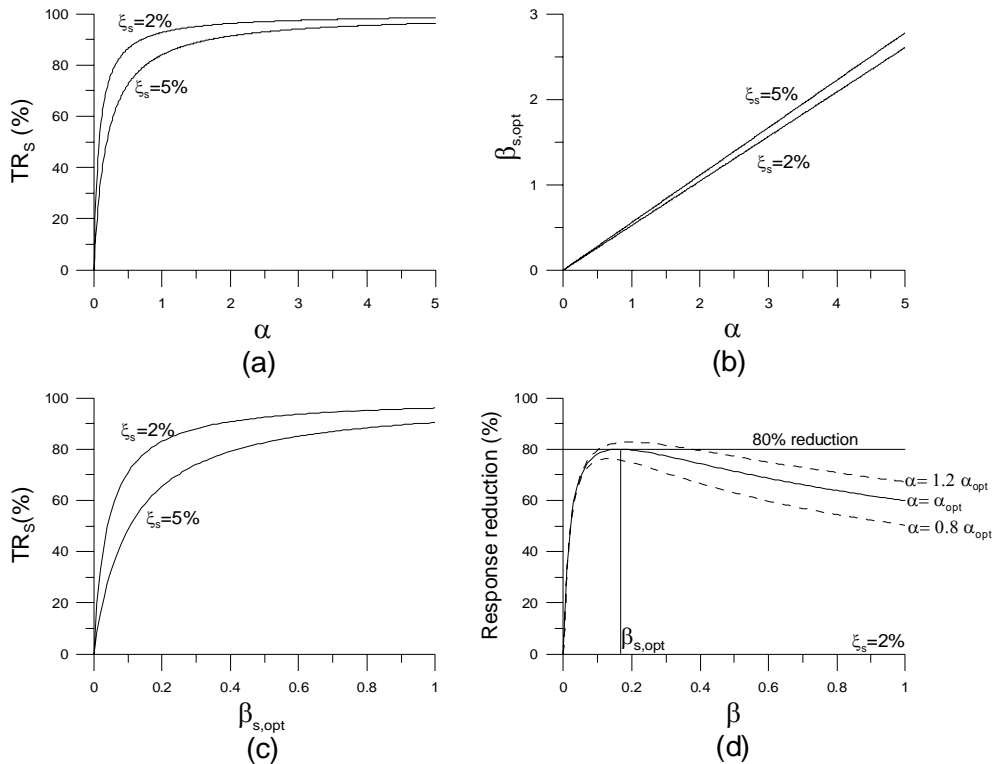 100
80
60
40
20
0
TRS (%)
ξs=2%
ξs=5%
0 1 2 3 4 5
α
(a)
3
2
1
0
βs,opt
ξs=5%
ξs=2%
0 1 2 3 4 5
α
(b)
100
80
60
40
20
0
TRS(%)
ξs=2%
ξs=5%
0 0.2 0.4 0.6 0.8 1
βs,opt
(c)
100
80
60
40
20
0
Response reduction (%)
80% reduction
α= 1.2 αopt
α= αopt
α= 0.8 αopt
βs,opt
ξs=2%
0 0.2 0.4 0.6 0.8 1
β
(d)